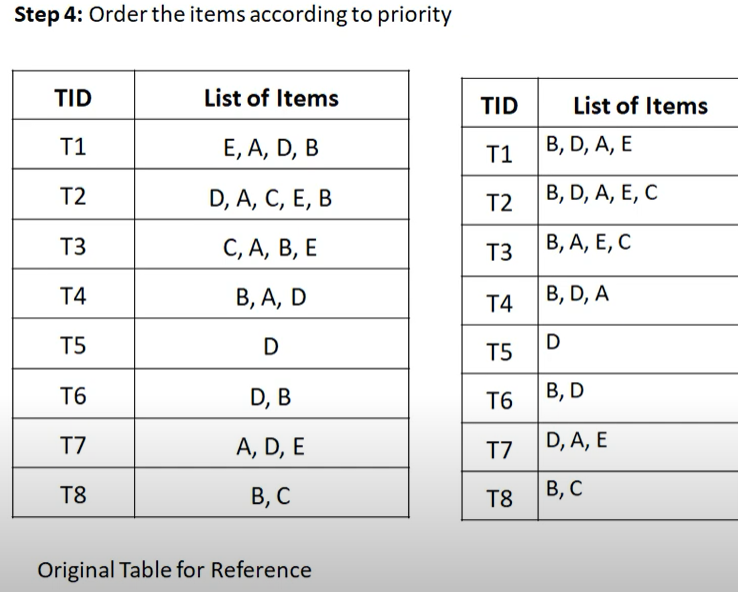 Step 4: Order the items according to priority
TID List of Items
T1 E, A, D, B
T2 D, A, C, E, B
T3 C, A, B, E
T4 B, A, D
T5 D
T6 D, B
T7 A, D, E
T8 B, C
TID List of Items
T1 B, D, A, E
T2 B, D, A, E, C
T3 B, A, E, C
T4 B, D, A
T5 D
T6 B, D
T7 D, A, E
T8 B, C
Original Table for Reference